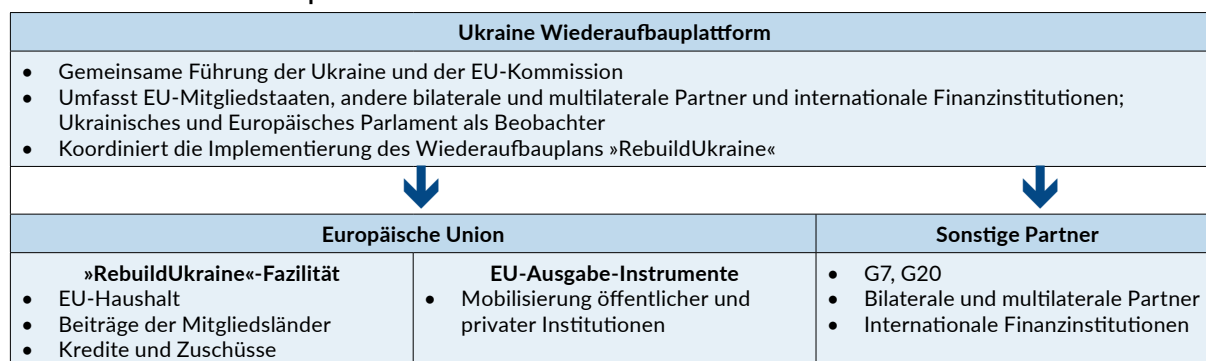 Ukraine Wiederaufbauplattform
• Gemeinsame Führung der Ukraine und der EU-Kommission
• Umfasst EU-Mitgliedstaaten, andere bilaterale und multilaterale Partner und internationale Finanzinstitutionen;
Ukrainisches und Europäisches Parlament als Beobachter
• Koordiniert die Implementierung des Wiederaufbauplans »RebuildUkraine«
Europäische Union
Sonstige Partner
»RebuildUkraine«-Fazilität
• EU-Haushalt
• Beiträge der Mitgliedsländer
• Kredite und Zuschüsse
EU-Ausgabe-Instrumente
• Mobilisierung öffentlicher und
privater Institutionen
• G7, G20
• Bilaterale und multilaterale Partner
• Internationale Finanzinstitutionen